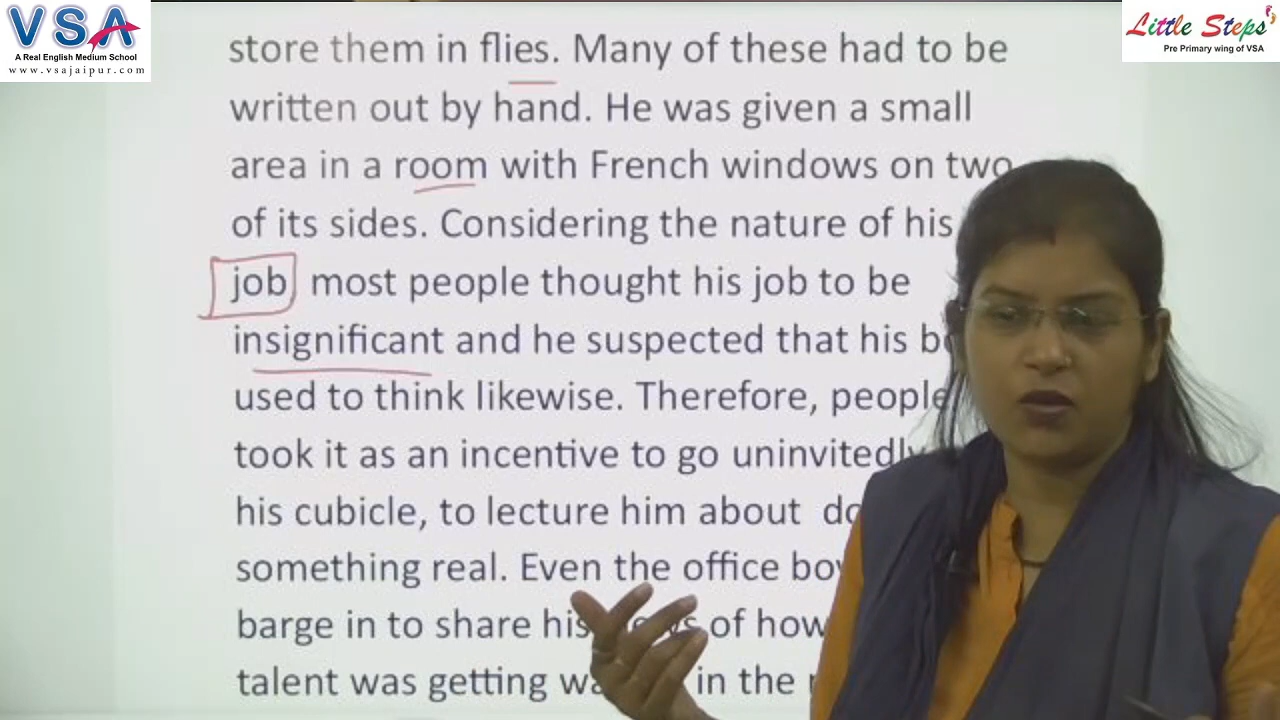 VSA
A Real English Medium School
www.vsajaipur.com
Little Steps
Pre Primary wing of VSA
store them in flies. Many of these had to be
written out by hand. He was given a small
area in a room with French windows on two
of its sides. Considering the nature of his
job most people thought his job to be
insignificant and he suspected that his
used to think likewise. Therefore, people
took it as an incentive to go uninvitedly
his cubicle, to lecture him about
something real. Even the office
barge in to share his of how
talent was getting in the